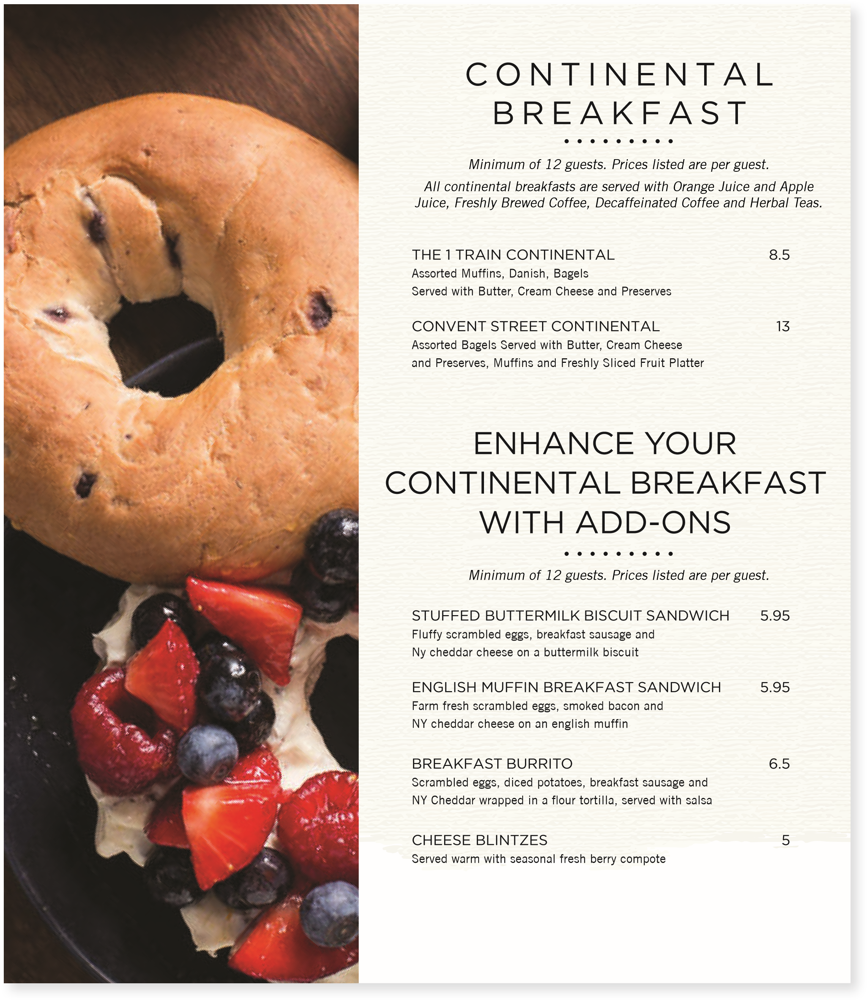 CONTINENTAL
BREAKFAST
Minimum of 12 guests. Prices listed are per guest.
All continental breakfasts are served with Orange Juice and Apple
Juice, Freshly Brewed Coffee, Decaffeinated Coffee and Herbal Teas.
THE 1 TRAIN CONTINENTAL 8.5
Assorted Muffins, Danish, Bagels
Served with Butter, Cream Cheese and Preserves
CONVENT STREET CONTINENTAL 13
Assorted Bagels Served with Butter, Cream Cheese
and Preserves, Muffins and Freshly Sliced Fruit Platter
ENHANCE YOUR
CONTINENTAL BREAKFAST
WITH ADD-ONS
Minimum of 12 guests. Prices listed are per guest.
STUFFED BUTTERMILK BISCUIT SANDWICH 5.95
Fluffy scrambled eggs, breakfast sausage and
Ny cheddar cheese on a buttermilk biscuit
ENGLISH MUFFIN BREAKFAST SANDWICH 5.95
Farm fresh scrambled eggs, smoked bacon and
NY cheddar cheese on an english muffin
BREAKFAST BURRITO 6.5
Scrambled eggs, diced potatoes, breakfast sausage and
NY Cheddar wrapped in a flour tortilla, served with salsa
CHEESE BLINTZES 5
Served warm with seasonal fresh berry compote